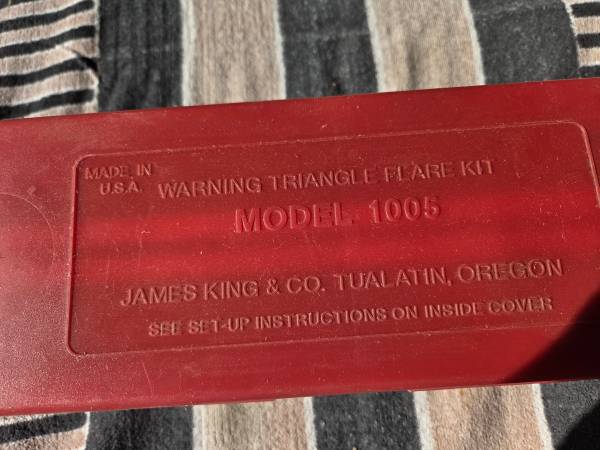 MADE IN
U.S.A.
WARNING TRIANGLE FLARE KIT
MODEL 1005
JAMES KING & CO. TUALATIN, OREGON
SEE SET-UP INSTRUCTIONS ON INSIDE COVER